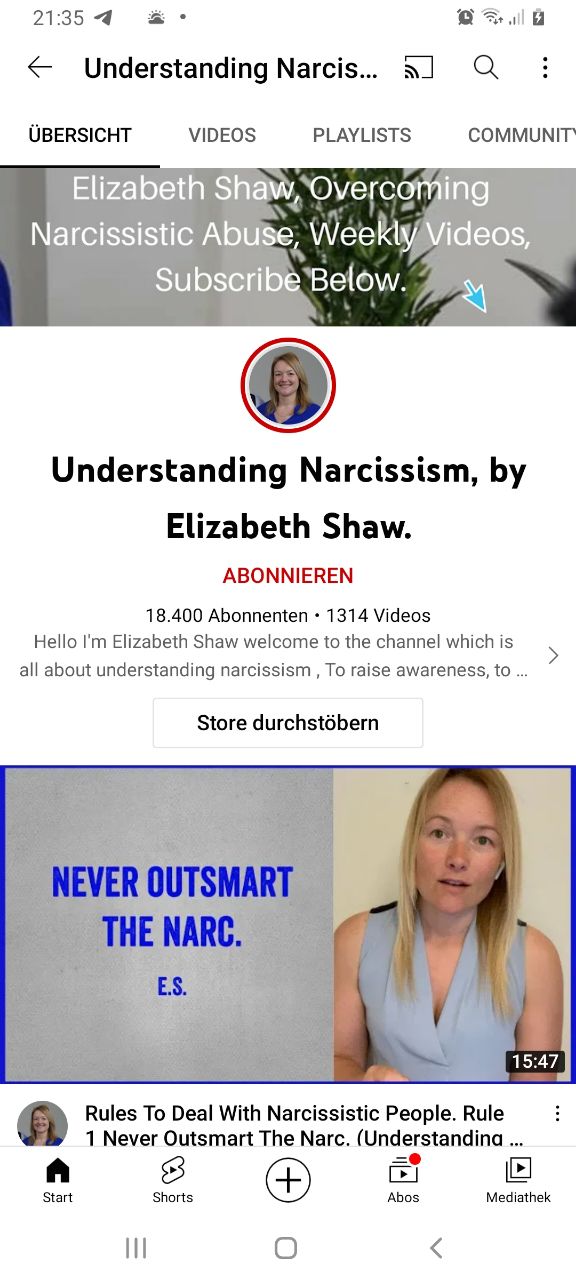 21:35
Understanding Narcis...
ÜBERSICHT VIDEOS PLAYLISTS COMMUNITY
Elizabeth Shaw, Overcoming
Narcissistic Abuse, Weekly Videos,
Subscribe Below.
Understanding Narcissism, by
Elizabeth Shaw.
ABONNIEREN
18.400 Abonnenten • 1314 Videos
Hello I'm Elizabeth Shaw welcome to the channel which is
all about understanding narcissism , To raise awareness, to ...
Store durchstöbern
NEVER OUTSMART
THE NARC.
E.S.
15:47
Rules To Deal With Narcissistic People. Rule
1 Never Outsmart The Narc. (Understanding ...
Start Shorts Abos Mediathek